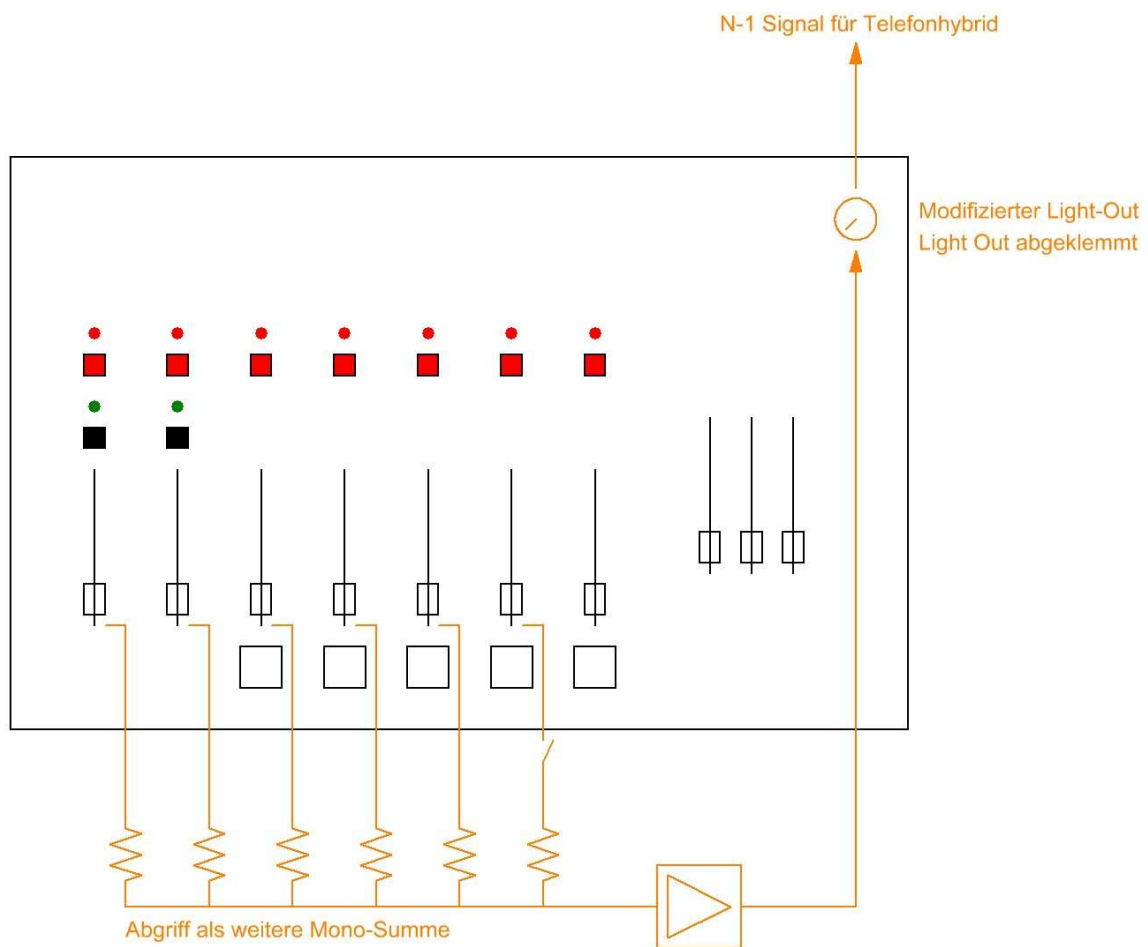 N-1 Signal für Telefonhybrid
Modifizierter Light-Out
Light Out abgeklemmt
Abgriff als weitere Mono-Summe